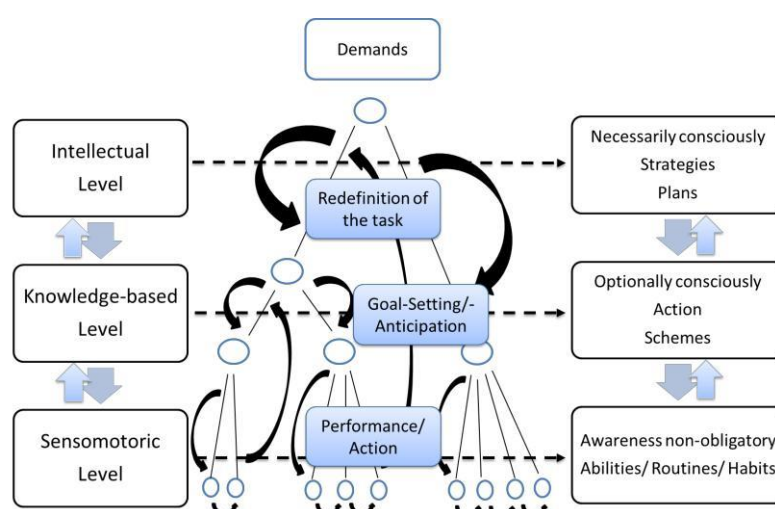 Demands
Intellectual
Level
Necessarily consciously
Strategies
Plans
Redefinition of
the task
Knowledge-based
Level
Goal-Setting/-
Anticipation
Optionally consciously
Action
Schemes
Sensomotoric
Level
Performance/
Action
Awareness non-obligatory
Abilities/ Routines/ Habits